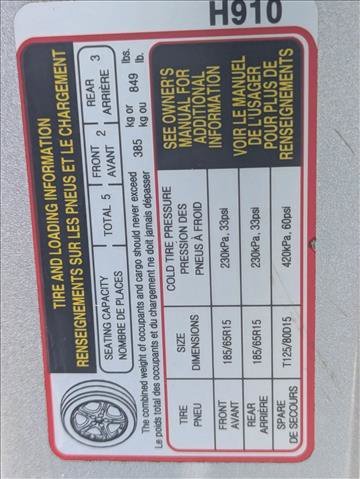 TIRE AND LOADING INFORMATION
RENSEIGNEMENTS SUR LES PNEUS ET LE CHARGEMENT
SEATING CAPACITY TOTAL 5 FRONT 2 REAR 3
NOMBRE DE PLACES AVANT ARRIÈRE
The combined weight of occupants and cargo should never exceed 385 kg or 849 lbs.
Le poids total des occupants et du chargement ne doit jamais dépasser kg ou lb.
TIRE SIZE COLD TIRE PRESSURE
PNEU DIMENSIONS PRESSION DES
PNEUS À FROID
FRONT 185/65R15 230kPa, 33psi
AVANT
REAR 185/65R15 230kPa, 33psi
ARRIÈRE
SPARE T125/80D15 420kPa, 60psi
DE SECOURS
SEE OWNER'S
MANUAL FOR
ADDITIONAL
INFORMATION
VOIR LE MANUEL
DE L'USAGER
POUR PLUS DE
RENSEIGNEMENTS
H910